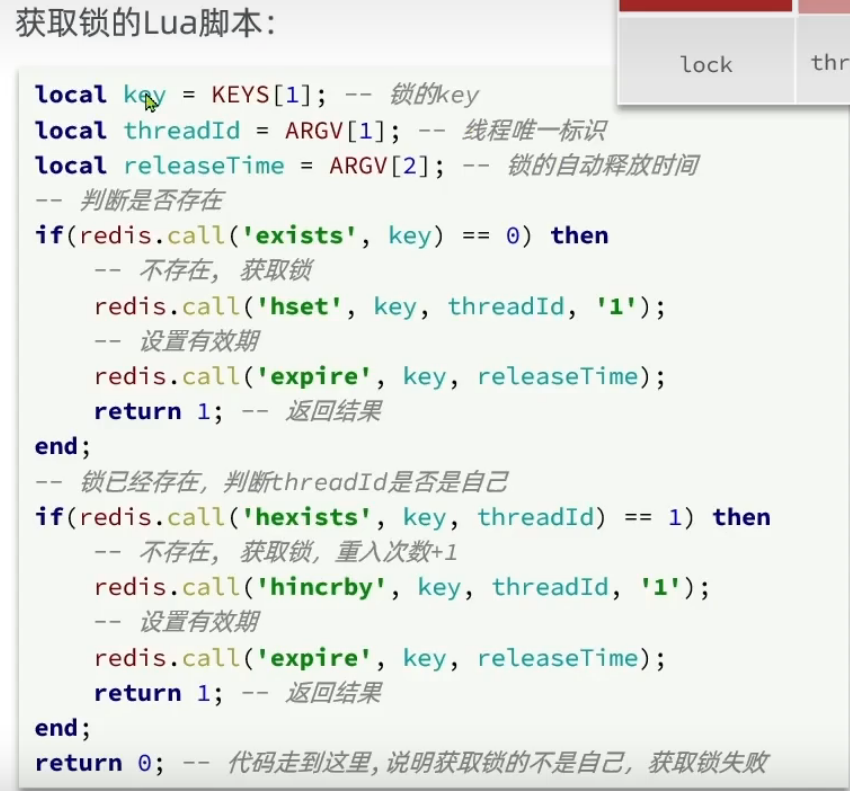 获取锁的Lua脚本：
lock
thr
local key = KEYS[1]; -- 锁的key
local threadId = ARGV[1]; -- 线程唯一标识
local releaseTime = ARGV[2]; -- 锁的自动释放时间
-- 判断是否存在
if(redis.call('exists', key) == 0) then
-- 不存在, 获取锁
redis.call('hset', key, threadId, '1');
-- 设置有效期
redis.call('expire', key, releaseTime);
return 1; -- 返回结果
end;
-- 锁已经存在，判断threadId是否是自己
if(redis.call('hexists', key, threadId) == 1) then
-- 不存在, 获取锁，重入次数+1
redis.call('hincrby', key, threadId, '1');
-- 设置有效期
redis.call('expire', key, releaseTime);
return 1; -- 返回结果
end;
return 0; -- 代码走到这里,说明获取锁的不是自己，获取锁失败